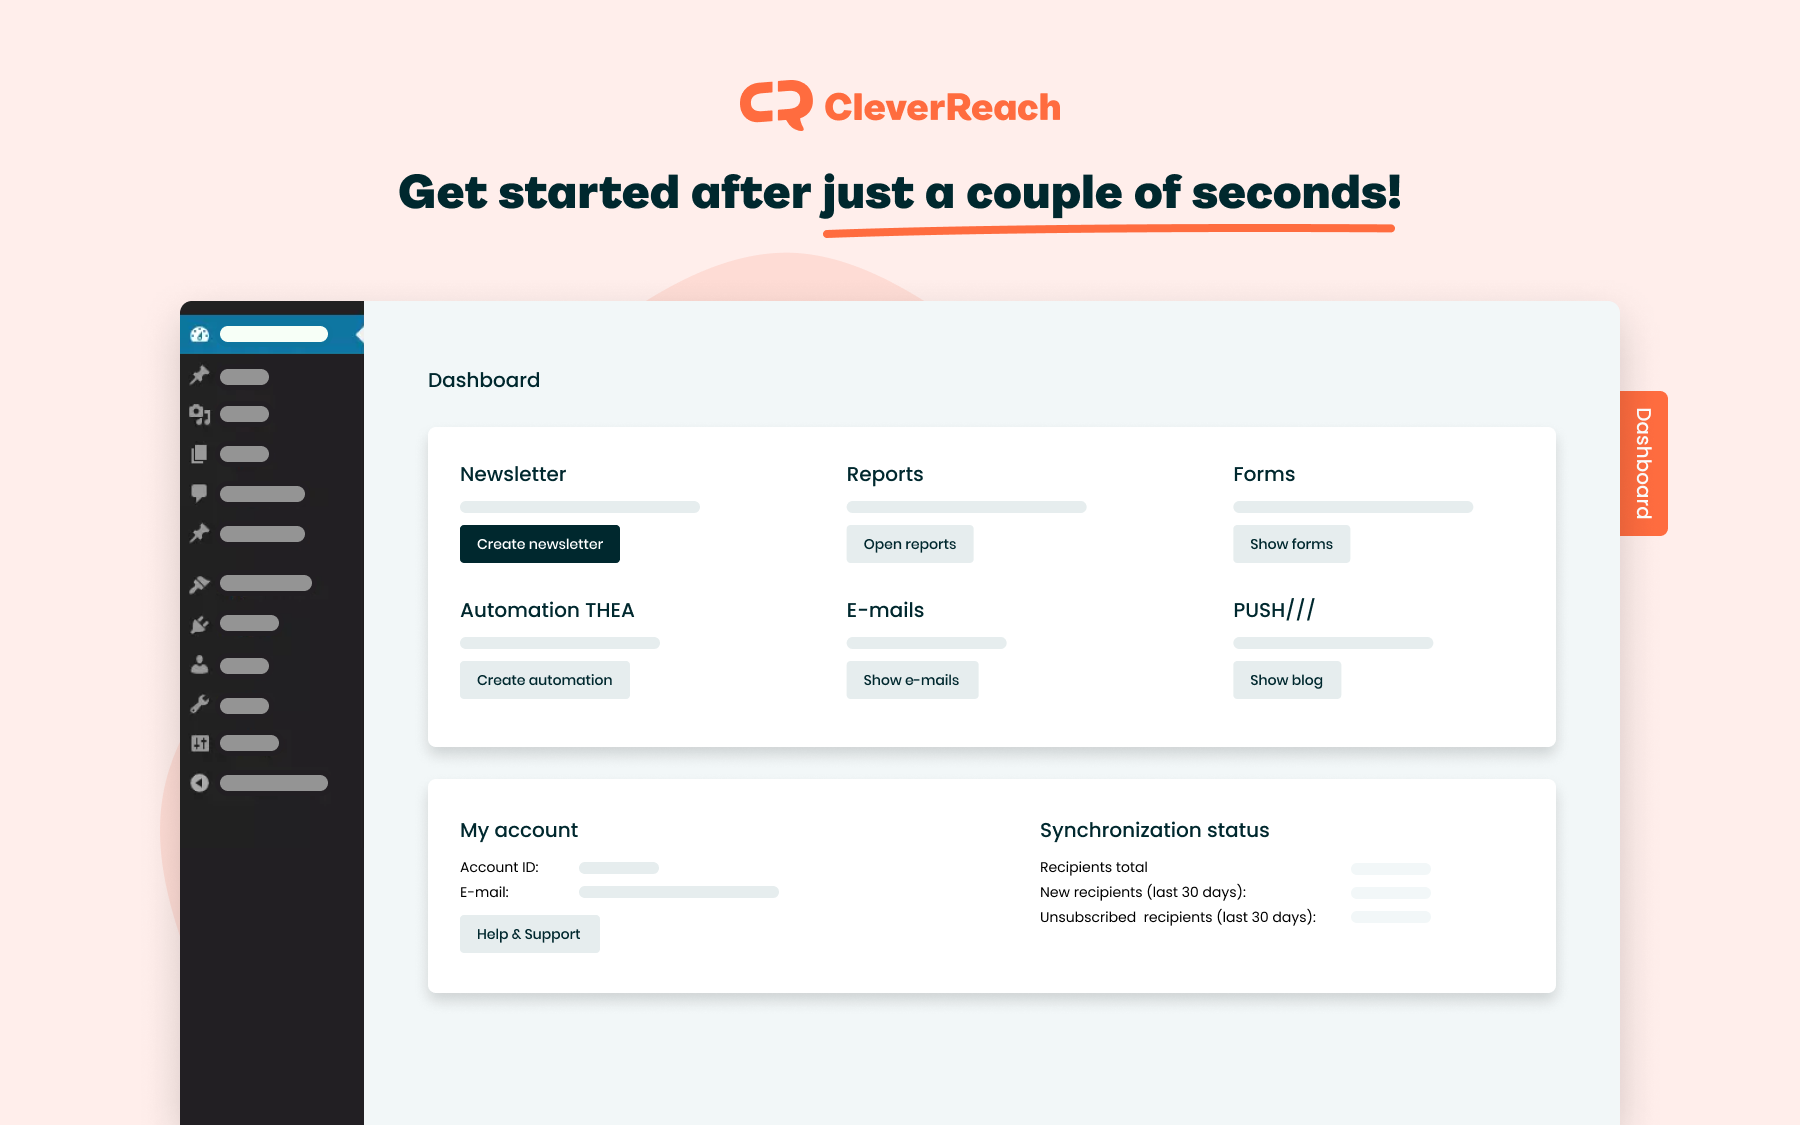 CleverReach
Get started after just a couple of seconds!
Dashboard
Dashboard
Newsletter
Reports
Forms
Create newsletter
Open reports
Show forms
Automation THEA
E-mails
PUSH///
Create automation
Show e-mails
Show blog
My account
Synchronization status
Account ID:
Recipients total
E-mail:
New recipients (last 30 days):
Unsubscribed recipients (last 30 days):
Help & Support